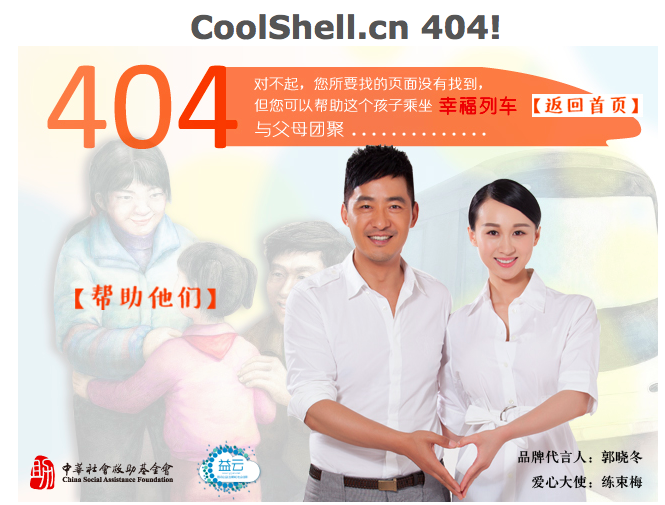 CoolShell.cn 404!
404
对不起，您所要找的页面没有找到，
但您可以帮助这个孩子乘坐 幸福列车 【返回首页】
与父母团聚 . . . . . . . . . . . . . .
【帮助他们】
中華社會救助基金會
China Social Assistance Foundation
益云
品牌代言人：郭晓冬
爱心大使：练束梅